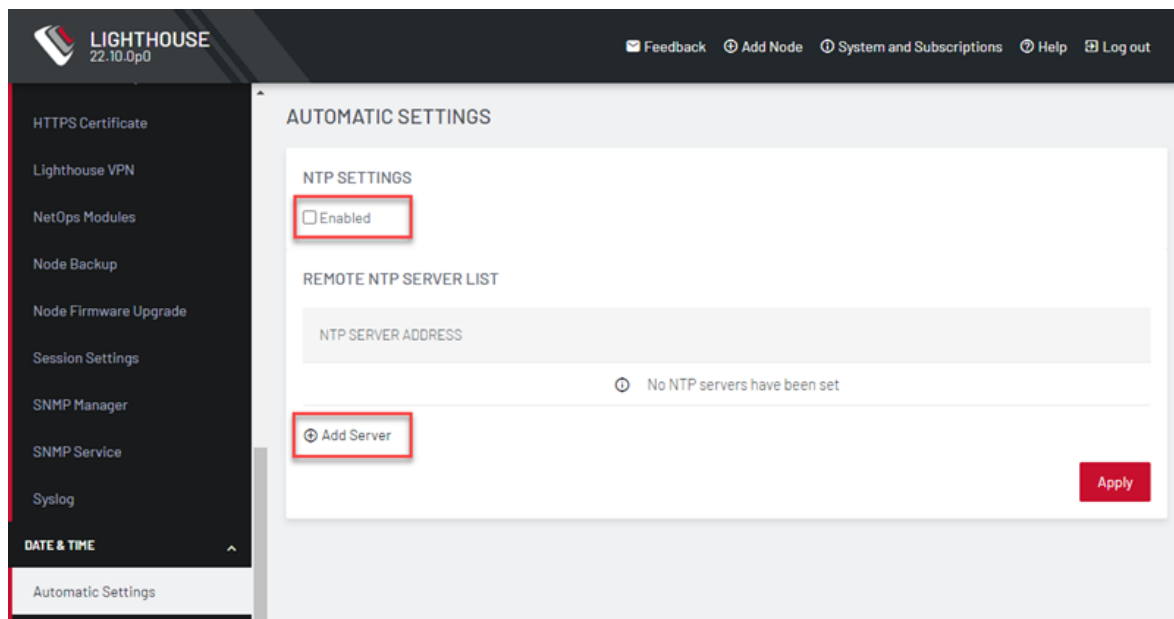 LIGHTHOUSE
22.10.0p0
Feedback
Add Node
System and Subscriptions
Help
Log out
HTTPS Certificate
Lighthouse VPN
NetOps Modules
Node Backup
Node Firmware Upgrade
Session Settings
SNMP Manager
SNMP Service
Syslog
DATE & TIME
Automatic Settings
AUTOMATIC SETTINGS
NTP SETTINGS
Enabled
REMOTE NTP SERVER LIST
NTP SERVER ADDRESS
No NTP servers have been set
Add Server
Apply